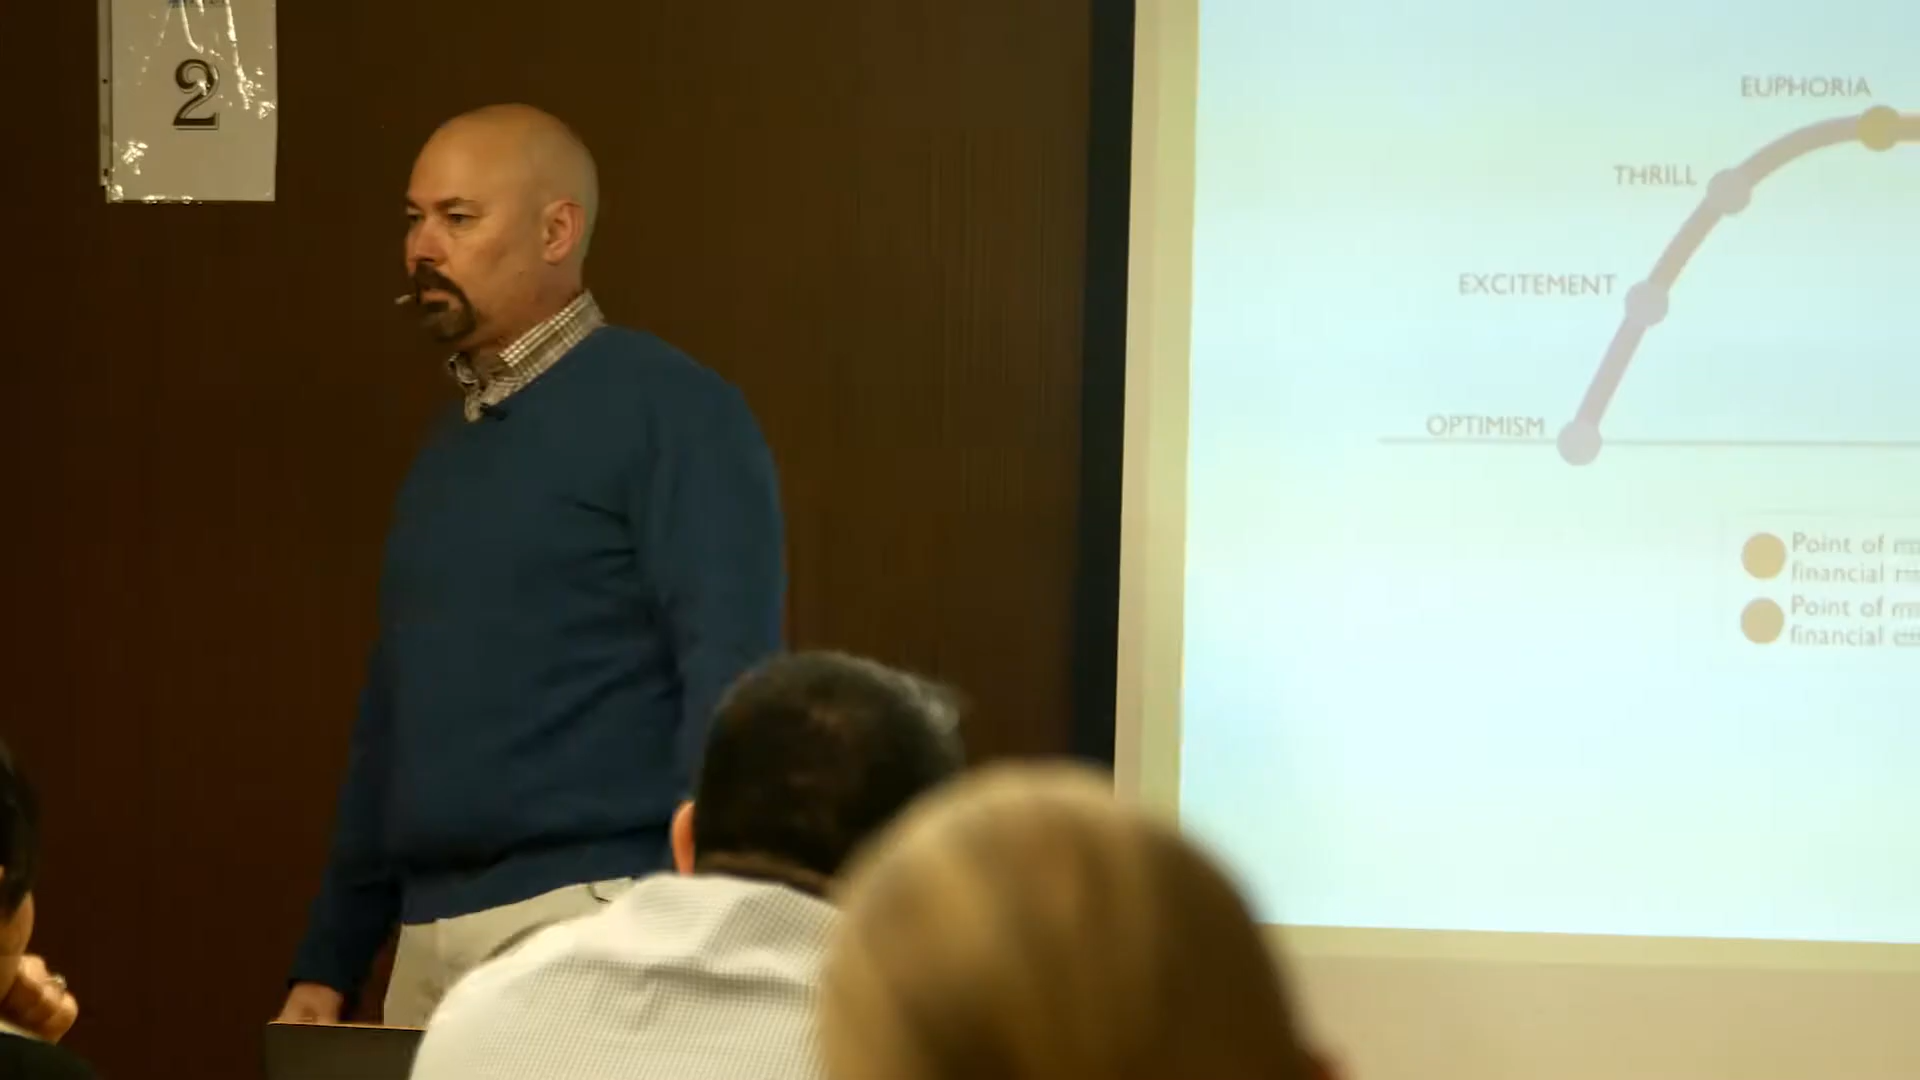 2
EUPHORIA
THRILL
EXCITEMENT
OPTIMISM
Point of
financial
Point of
financial